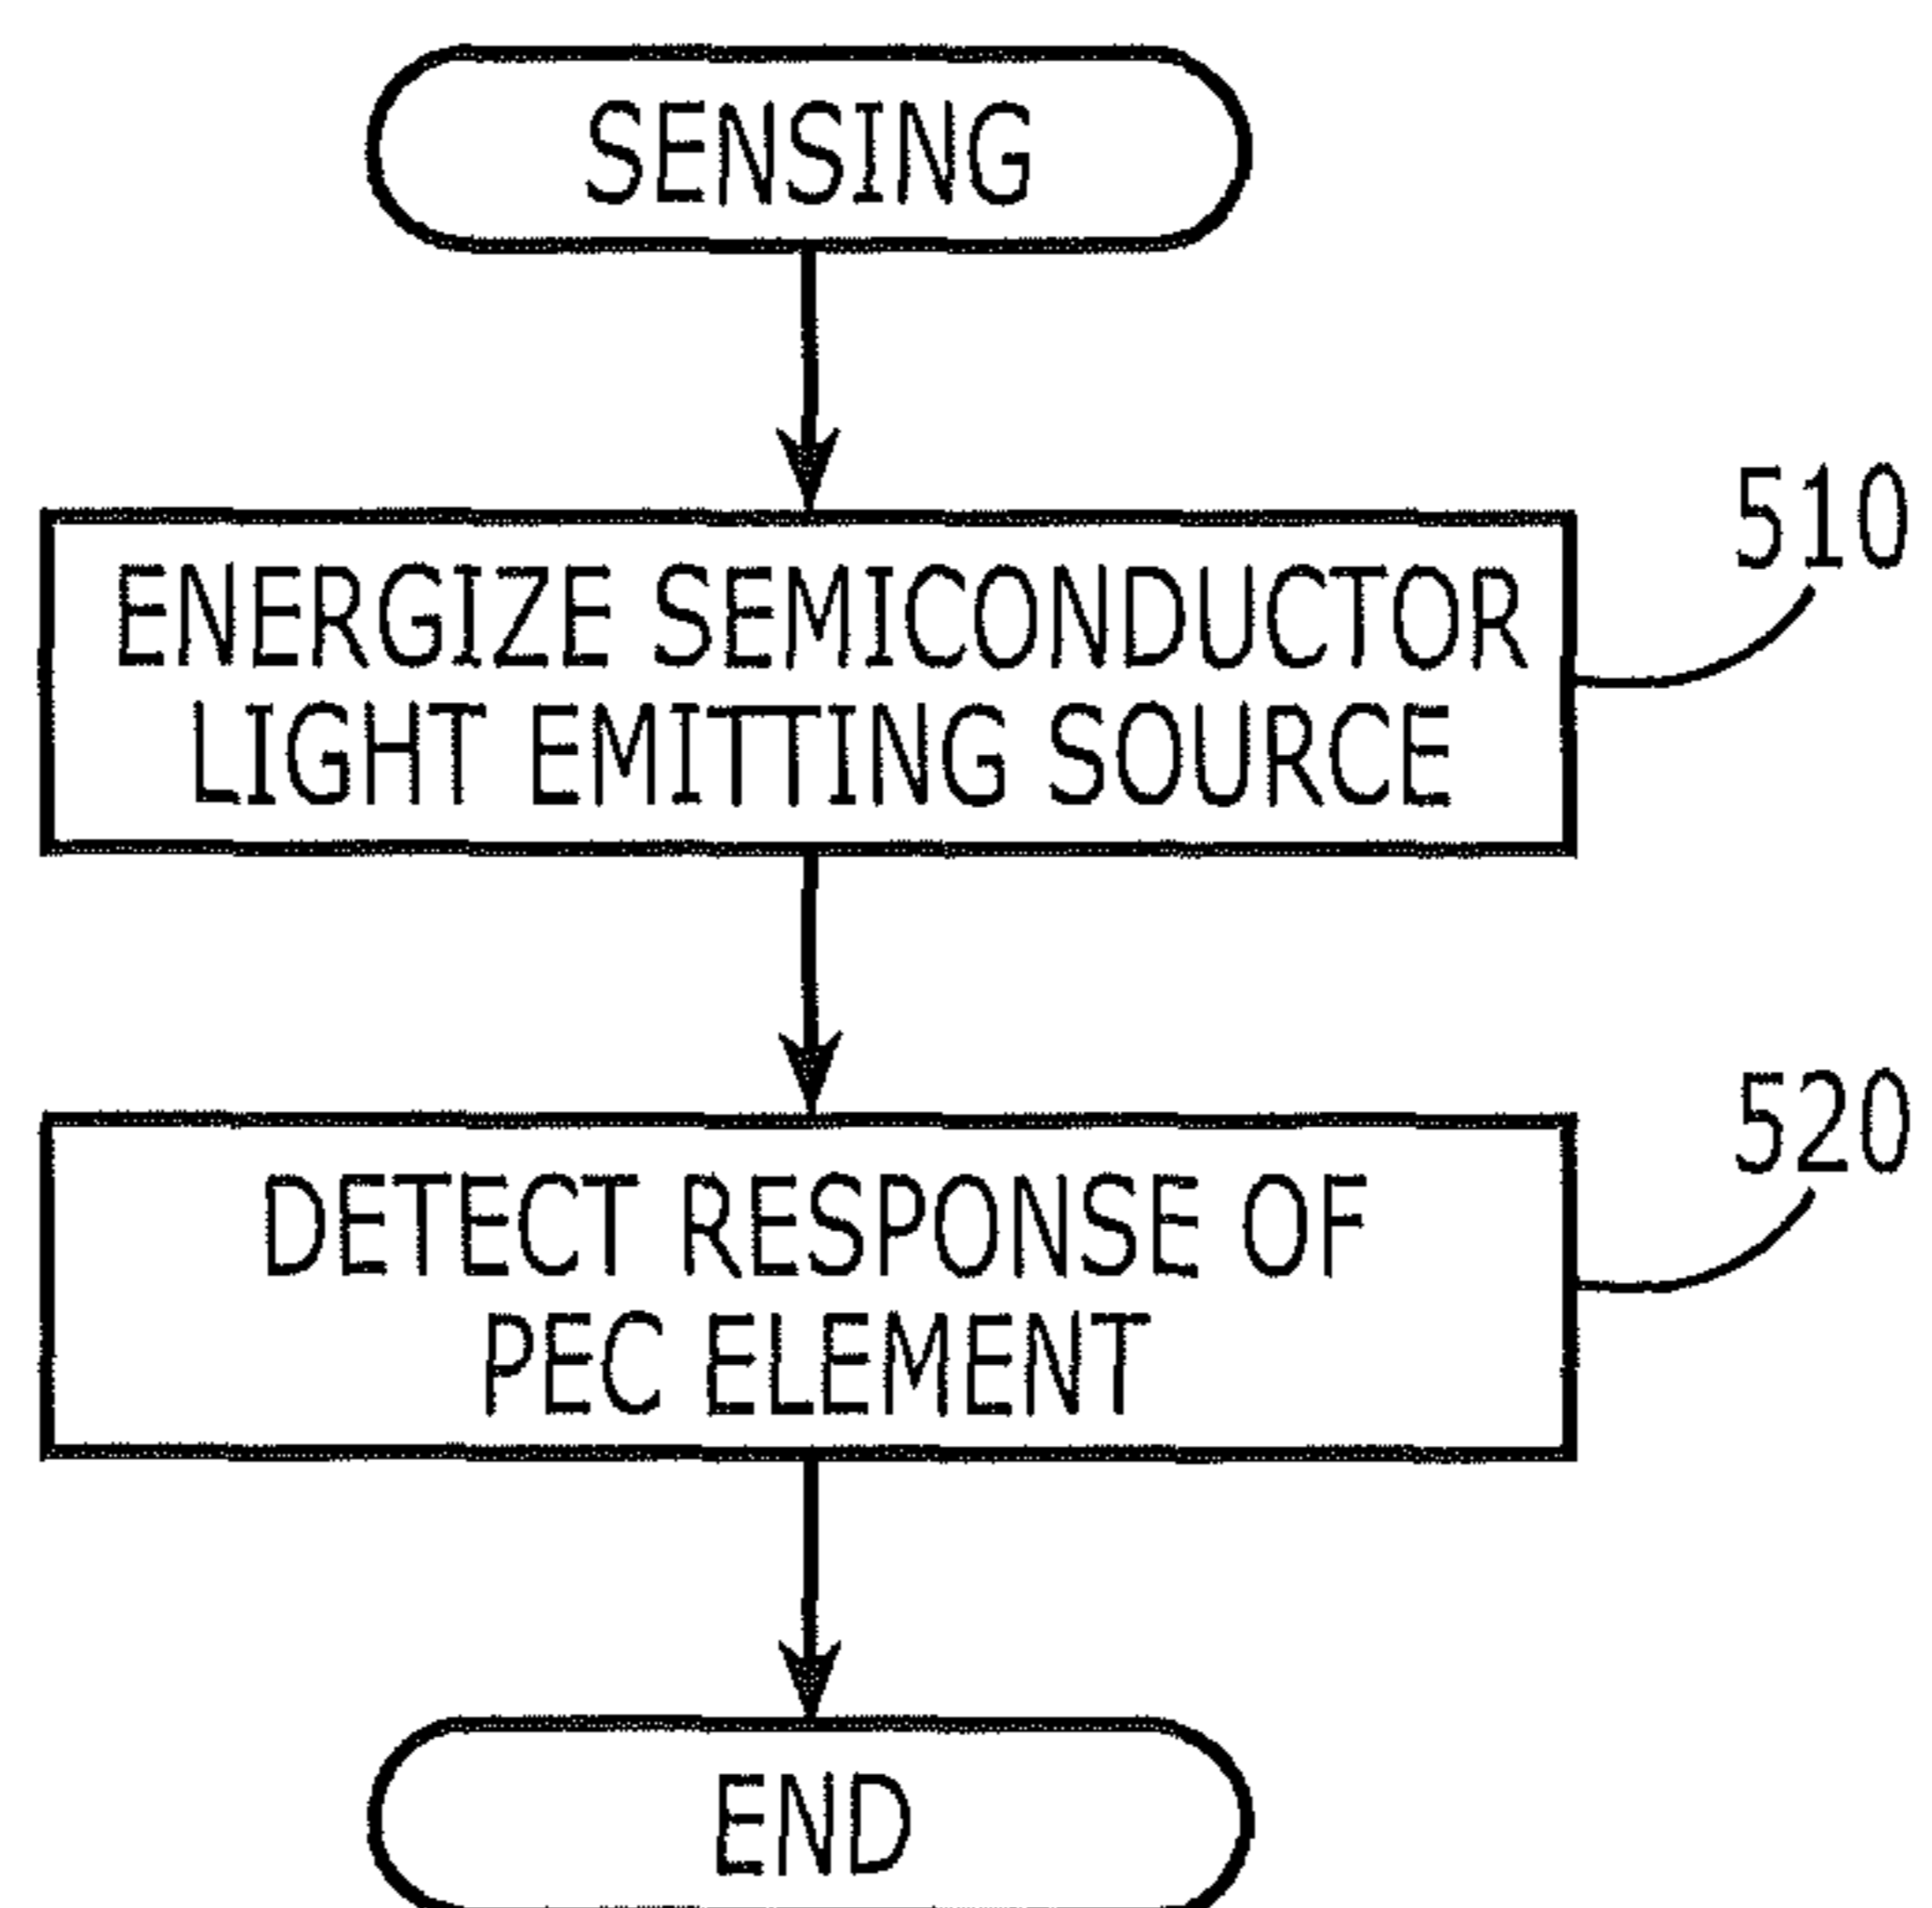 SENSING
510
ENERGIZE SEMICONDUCTOR
LIGHT EMITTING SOURCE
520
DETECT RESPONSE OF
PEC ELEMENT
END